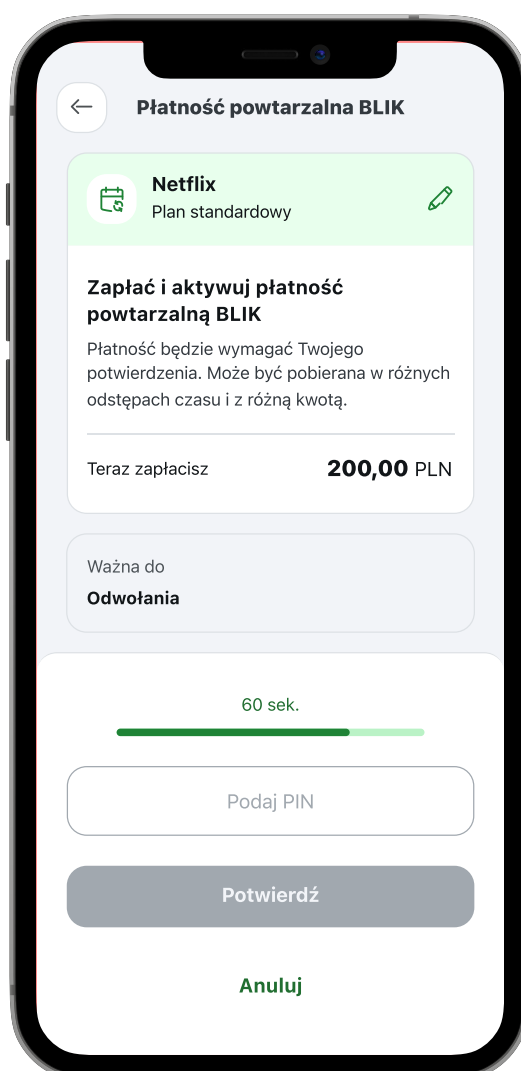 Płatność powtarzalna BLIK
Netflix
Plan standardowy
Zapłać i aktywuj płatność
powtarzalną BLIK
Płatność będzie wymagać Twojego
potwierdzenia. Może być pobierana w różnych
odstępach czasu i z różną kwotą.
Teraz zapłacisz 200,00 PLN
Ważna do
Odwołania
60 sek.
Podaj PIN
Potwierdź
Anuluj